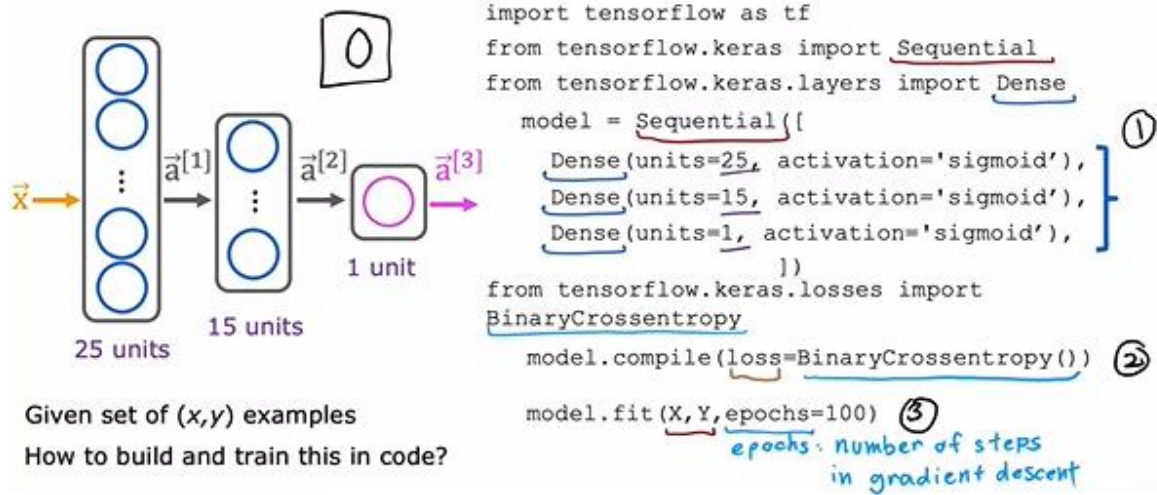 0
x⃗
a⃗[1]
a⃗[2]
a⃗[3]
25 units
15 units
1 unit
Given set of (x,y) examples
How to build and train this in code?
import tensorflow as tf
from tensorflow.keras import Sequential
from tensorflow.keras.layers import Dense
model = Sequential([
①
Dense(units=25, activation='sigmoid’),
Dense(units=15, activation='sigmoid’),
Dense(units=1, activation='sigmoid’),
])
from tensorflow.keras.losses import
BinaryCrossentropy
model.compile(loss=BinaryCrossentropy()) ②
model.fit(X,Y,epochs=100) ③
epochs: number of steps
in gradient descent